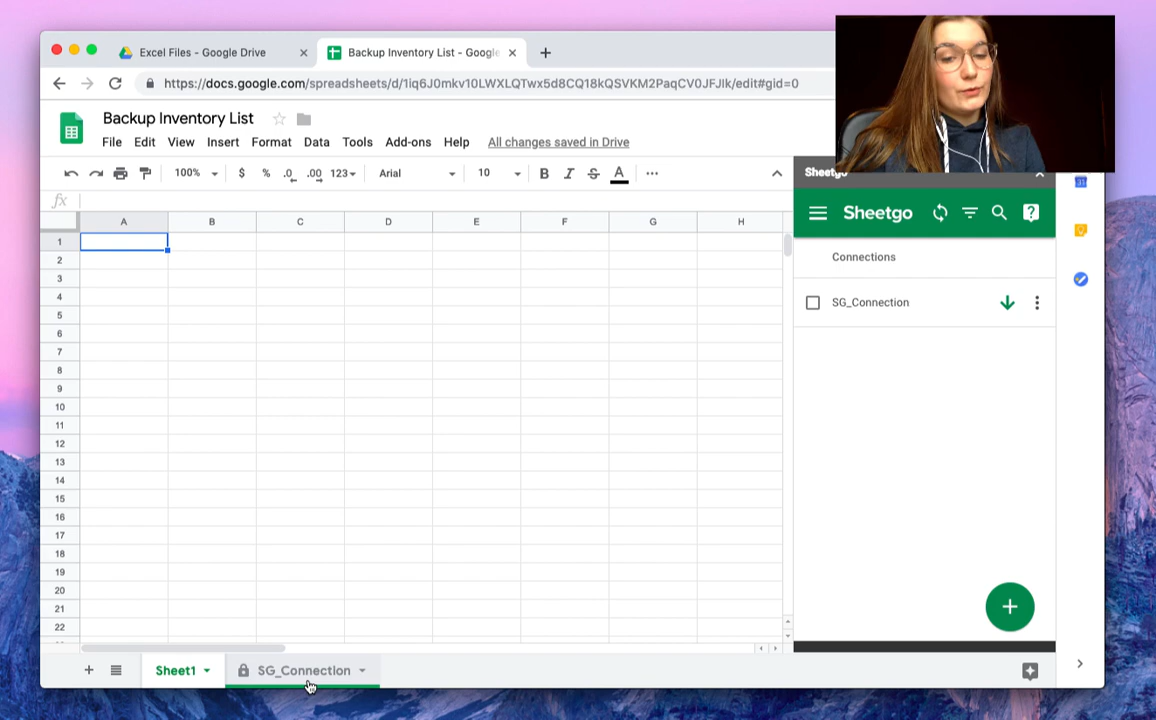 Excel Files - Google Drive
Backup Inventory List - Google
https://docs.google.com/spreadsheets/d/1iq6J0mkv10LWXLQTwx5d8CQ18kQSVKM2PaqCV0JFJlk/edit#gid=0
Backup Inventory List
File Edit View Insert Format Data Tools Add-ons Help All changes saved in Drive
100% $ % .0 .00 123 Arial 10 B I S A
Sheetgo
fx
Sheetgo
A B C D E F G H
Connections
SG_Connection
1
2
3
4
5
6
7
8
9
10
11
12
13
14
15
16
17
18
19
20
21
22
Sheet1 SG_Connection